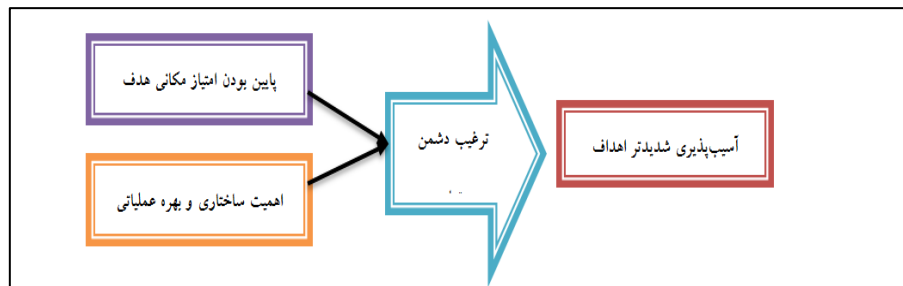 پایین بودن امتیاز مکانی هدف
اهمیت ساختاری و بهره عملیاتی
ترغیب دشمن
آسیب‌پذیری شدیدتر اهداف